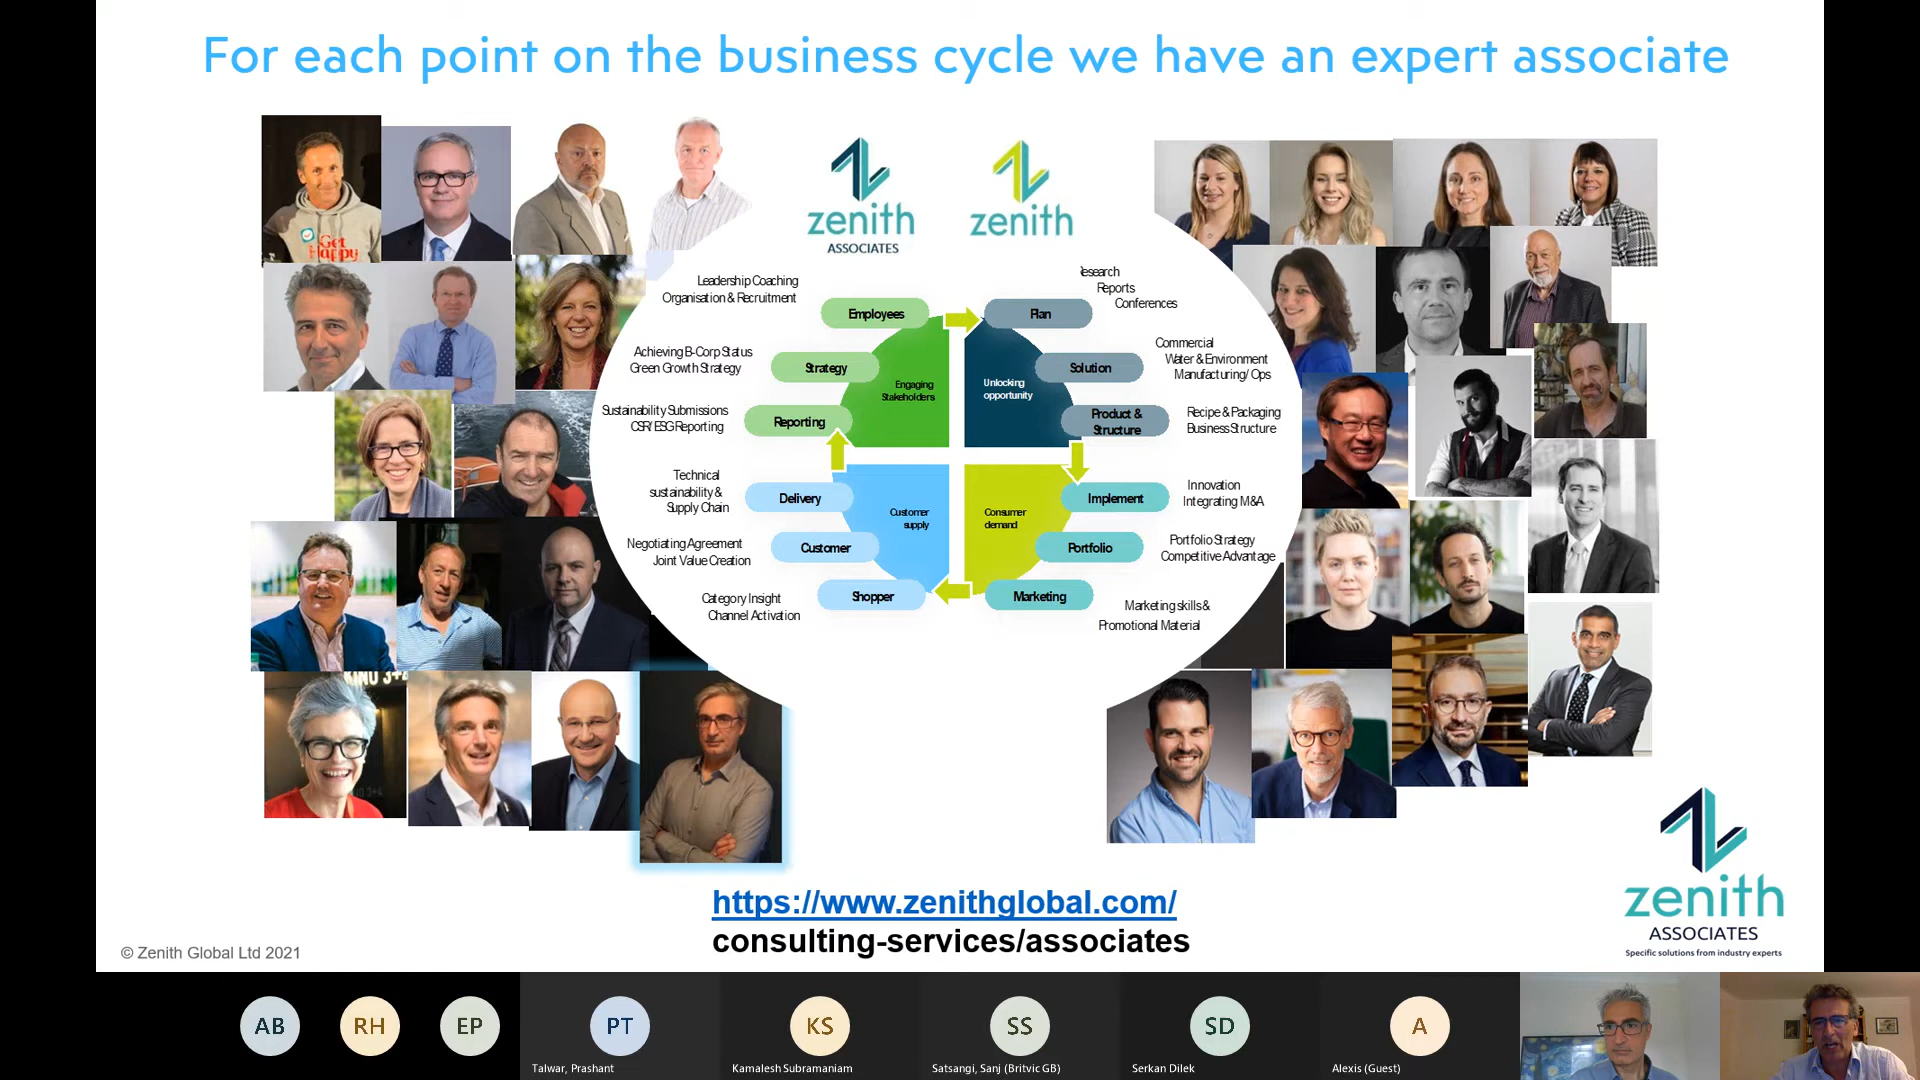 For each point on the business cycle we have an expert associate
Get
Happy
zenith
ASSOCIATES
zenith
Leadership Coaching
Organisation & Recruitment
Employees
Plan
Research
Reports
Conferences
Achieving B-Corp Status
Green Growth Strategy
Strategy
Engaging
Stakeholders
Unlocking
opportunity
Solution
Commercial
Water & Environment
Manufacturing/ Ops
Sustainability Submissions
CSR/ ESG Reporting
Reporting
Product &
Structure
Recipe & Packaging
Business Structure
Technical
sustainability &
Supply Chain
Delivery
Customer
supply
Consumer
demand
Implement
Innovation
Integrating M&A
Negotiating Agreement
Joint Value Creation
Customer
Portfolio
Portfolio Strategy
Competitive Advantage
Category Insight
Channel Activation
Shopper
Marketing
Marketing skills &
Promotional Material
KINO 3+4
https://www.zenithglobal.com/
consulting-services/associates
zenith
ASSOCIATES
Specific solutions from industry experts
© Zenith Global Ltd 2021
AB
RH
EP
PT
KS
SS
SD
A
Talwar, Prashant
Kamalesh Subramaniam
Satsangi, Sanj (Britvic GB)
Serkan Dilek
Alexis (Guest)